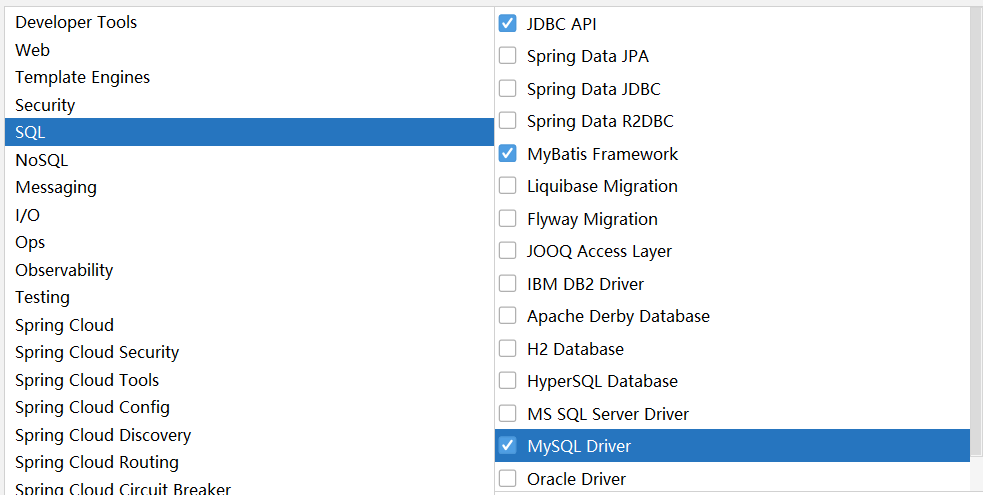 Developer Tools
Web
Template Engines
Security
SQL
NoSQL
Messaging
I/O
Ops
Observability
Testing
Spring Cloud
Spring Cloud Security
Spring Cloud Tools
Spring Cloud Config
Spring Cloud Discovery
Spring Cloud Routing
Spring Cloud Circuit Breaker
JDBC API
Spring Data JPA
Spring Data JDBC
Spring Data R2DBC
MyBatis Framework
Liquibase Migration
Flyway Migration
JOOQ Access Layer
IBM DB2 Driver
Apache Derby Database
H2 Database
HyperSQL Database
MS SQL Server Driver
MySQL Driver
Oracle Driver